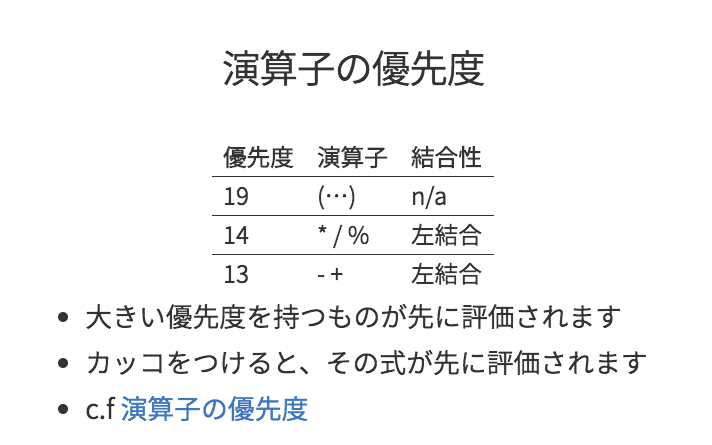 演算子の優先度
優先度 演算子 結合性
19 (…) n/a
14 * / % 左結合
13 - + 左結合
• 大きい優先度を持つものが先に評価されます
• カッコをつけると、その式が先に評価されます
• c.f 演算子の優先度